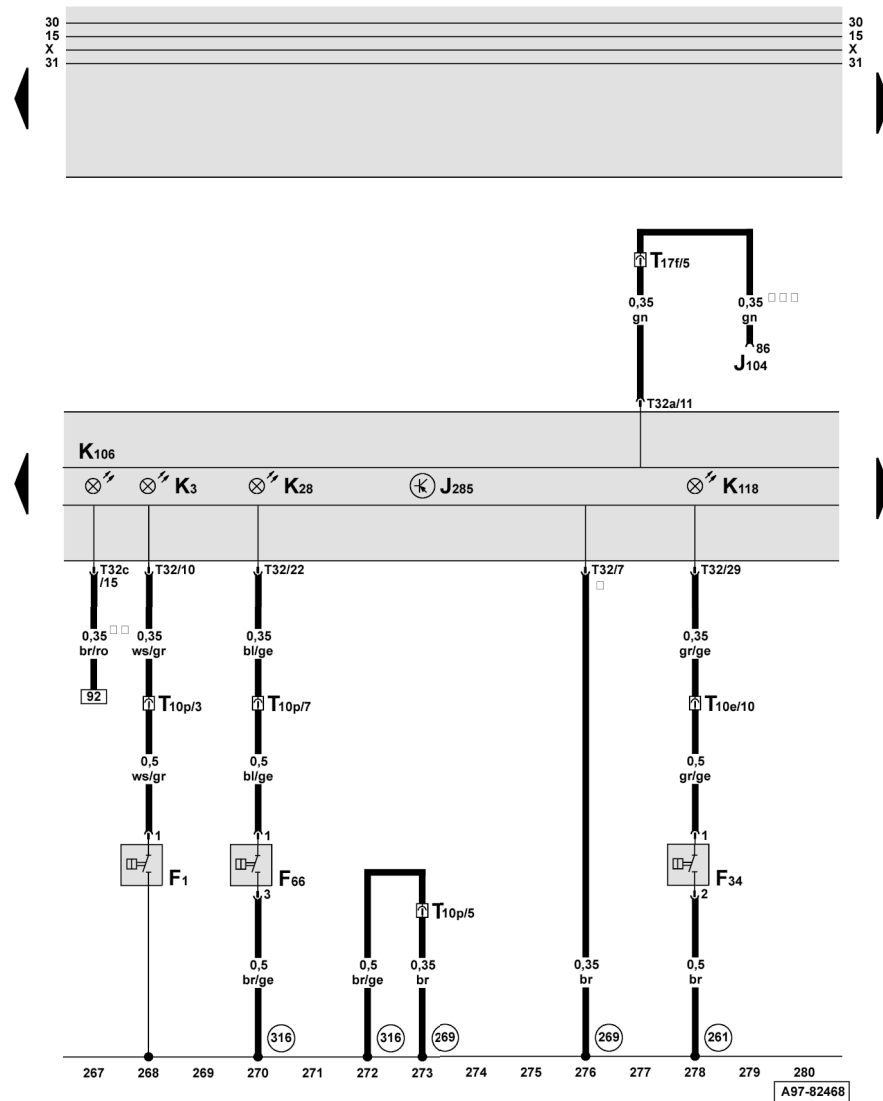 30 30
15 15
X X
31 31
T17f/5
0,35 0,35
gn gn
86
J104
T32a/11
K106
K3 K28 J285 K118
T32c T32/10 T32/22 T32/7 T32/29
/15
0,35 0,35 0,35 0,35
br/ro ws/gr bl/ge gr/ge
92 T10p/3 T10p/7 T10e/10
0,5 0,5 0,5
ws/gr bl/ge gr/ge
1 1 1
F1 F66 F34
3 2
T10p/5
0,5 0,5 0,35 0,35 0,5
br/ge br/ge br br br
316 316 269 269 261
267 268 269 270 271 272 273 274 275 276 277 278 279 280
A97-82468